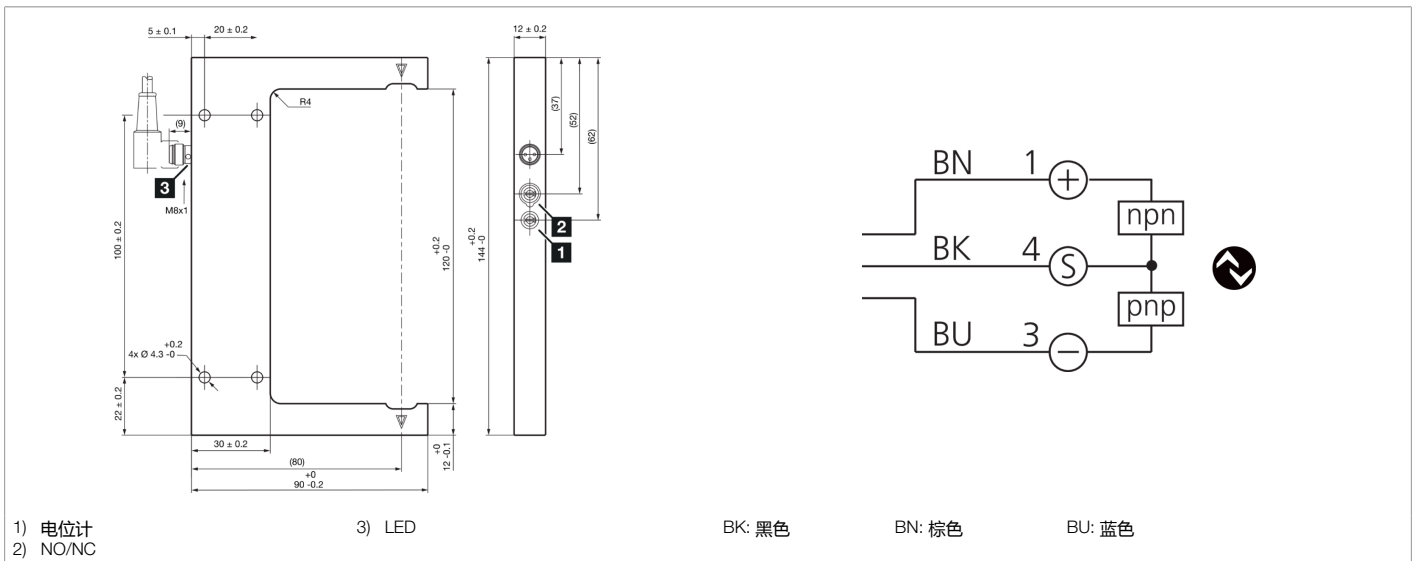 5 ± 0.1
20 ± 0.2
12 ± 0.2
R4
(9)
(37)
(52)
(62)
3
M8x1
2
1
100 ± 0.2
+0.2
120 -0
+0.2
144 -0
+0.2
4x Ø 4.3 -0
22 ± 0.2
30 ± 0.2
(80)
+0
90 -0.2
+0
12 -0.1
BN 1
npn
BK 4 S
pnp
BU 3
1) 电位计
2) NO/NC
3) LED
BK: 黑色
BN: 棕色
BU: 蓝色